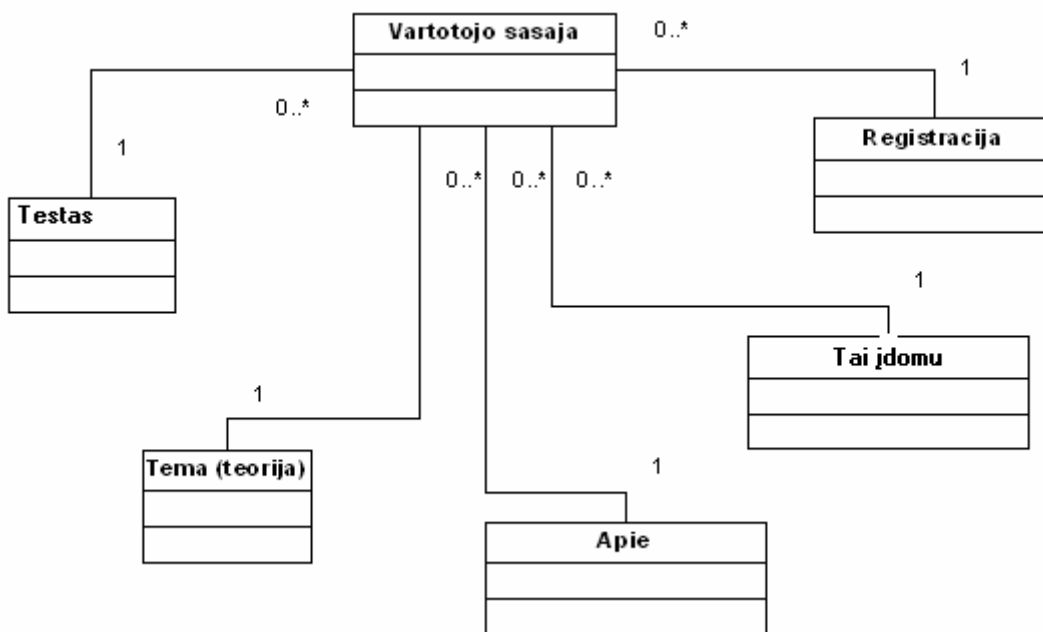 Vartotojo sasaja
0..*
1
0..*
1
Registracija
0..*
0..*
0..*
Testas
1
Tai įdomu
1
Tema (teorija)
1
Apie